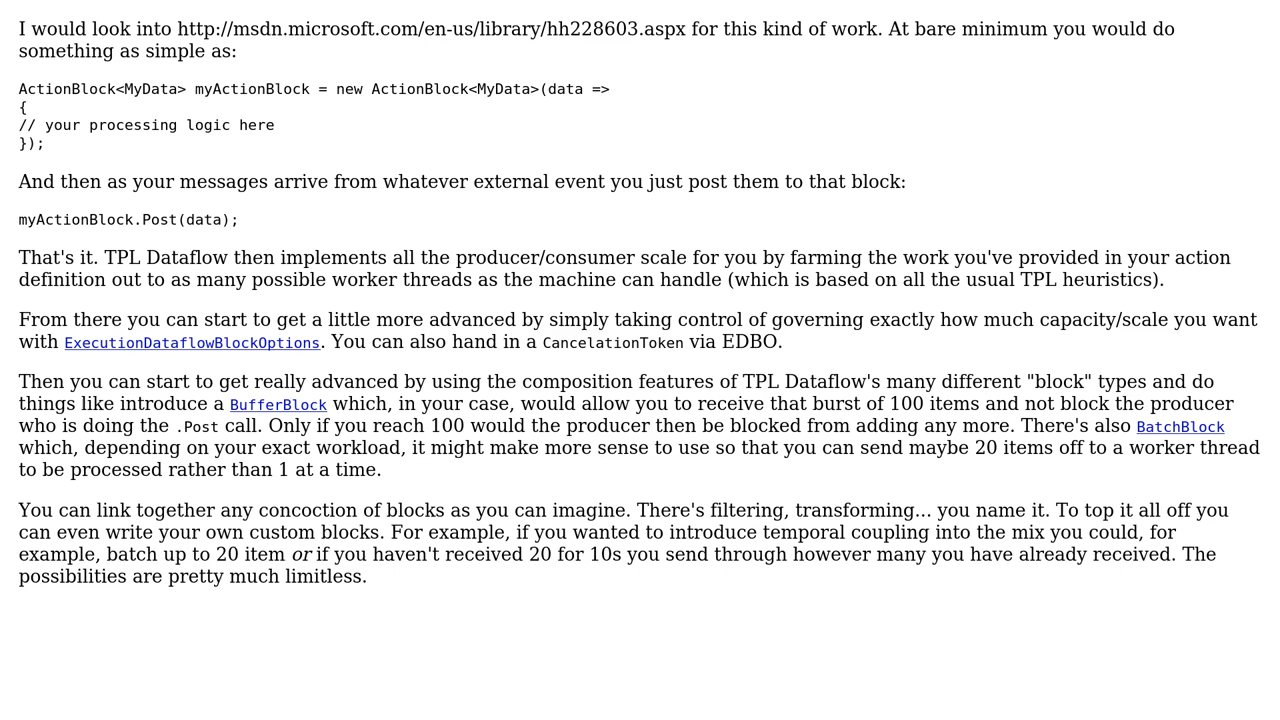 I would look into http://msdn.microsoft.com/en-us/library/hh228603.aspx for this kind of work. At bare minimum you would do
something as simple as:
ActionBlock<MyData> myActionBlock = new ActionBlock<MyData>(data =>
{
// your processing logic here
});
And then as your messages arrive from whatever external event you just post them to that block:
myActionBlock.Post(data);
That's it. TPL Dataflow then implements all the producer/consumer scale for you by farming the work you've provided in your action
definition out to as many possible worker threads as the machine can handle (which is based on all the usual TPL heuristics).
From there you can start to get a little more advanced by simply taking control of governing exactly how much capacity/scale you want
with ExecutionDataflowBlockOptions. You can also hand in a CancelationToken via EDBO.
Then you can start to get really advanced by using the composition features of TPL Dataflow's many different "block" types and do
things like introduce a BufferBlock which, in your case, would allow you to receive that burst of 100 items and not block the producer
who is doing the .Post call. Only if you reach 100 would the producer then be blocked from adding any more. There's also BatchBlock
which, depending on your exact workload, it might make more sense to use so that you can send maybe 20 items off to a worker thread
to be processed rather than 1 at a time.
You can link together any concoction of blocks as you can imagine. There's filtering, transforming... you name it. To top it all off you
can even write your own custom blocks. For example, if you wanted to introduce temporal coupling into the mix you could, for
example, batch up to 20 item or if you haven't received 20 for 10s you send through however many you have already received. The
possibilities are pretty much limitless.